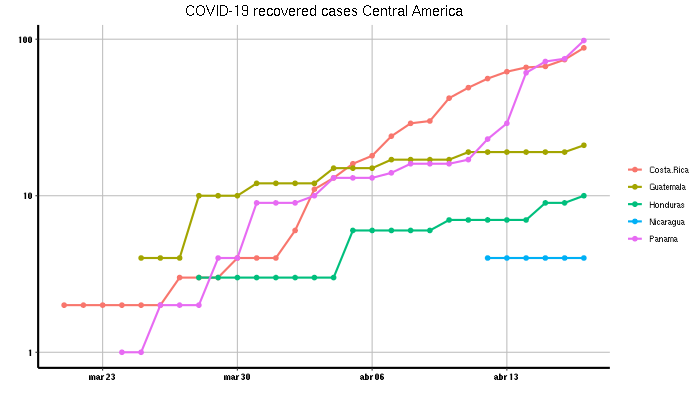 COVID-19 recovered cases Central America
100
10
1
mar 23 mar 30 abr 06 abr 13
Costa.Rica
Guatemala
Honduras
Nicaragua
Panama